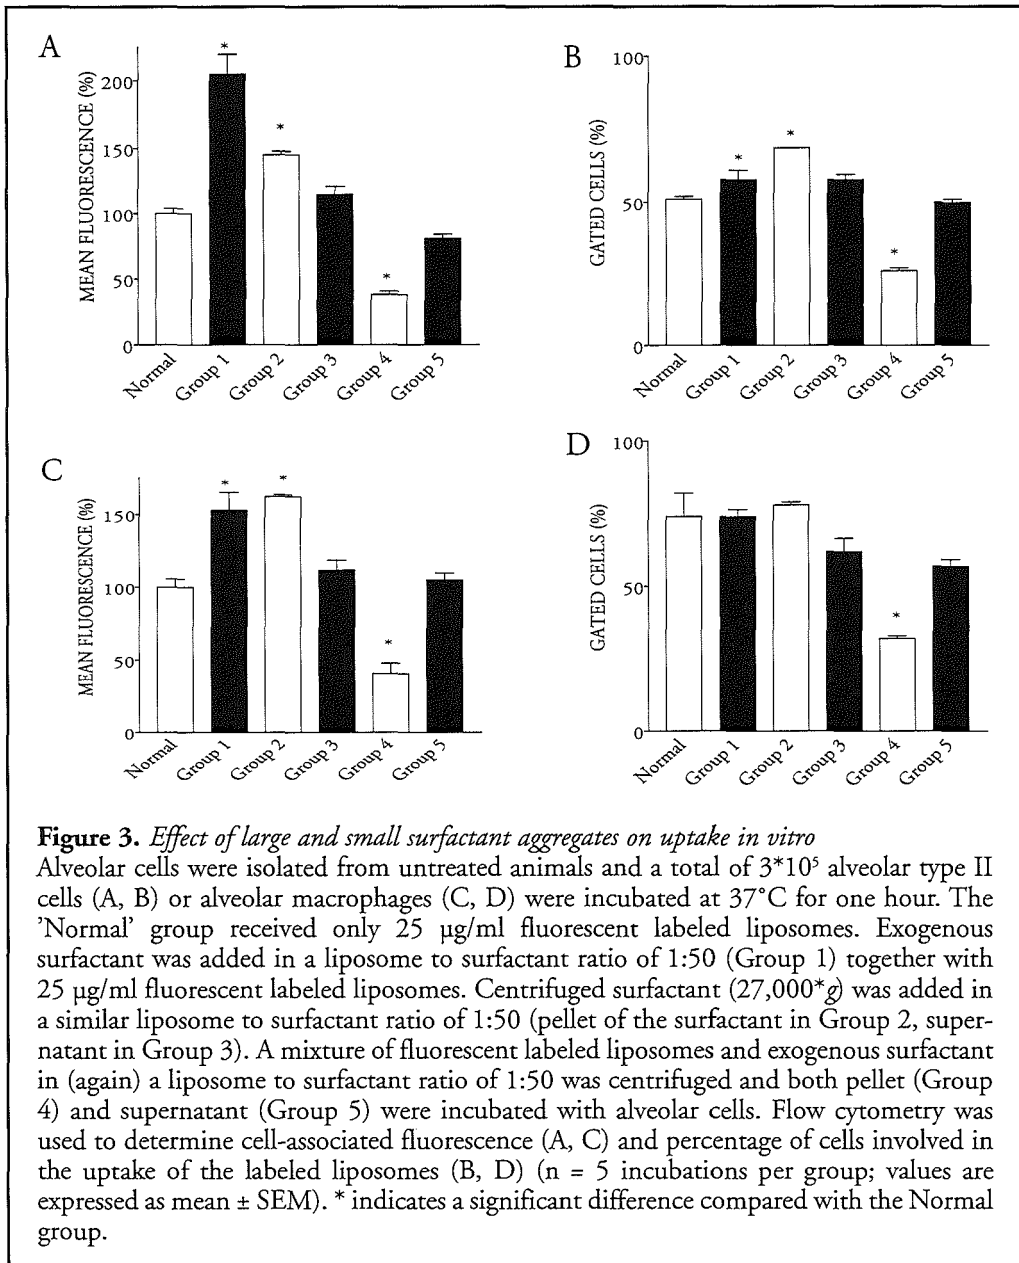 A
MEAN FLUORESCENCE (%)
200
150
100
50
0
*
*
*
Normal
Group 1
Group 2
Group 3
Group 4
Group 5
B
GATED CELLS (%)
100
50
0
*
*
*
Normal
Group 1
Group 2
Group 3
Group 4
Group 5
C
MEAN FLUORESCENCE (%)
150
100
50
0
*
*
*
Normal
Group 1
Group 2
Group 3
Group 4
Group 5
D
GATED CELLS (%)
100
50
0
*
Normal
Group 1
Group 2
Group 3
Group 4
Group 5
Figure 3. Effect of large and small surfactant aggregates on uptake in vitro
Alveolar cells were isolated from untreated animals and a total of 3*10⁵ alveolar type II
cells (A, B) or alveolar macrophages (C, D) were incubated at 37°C for one hour. The
'Normal' group received only 25 µg/ml fluorescent labeled liposomes. Exogenous
surfactant was added in a liposome to surfactant ratio of 1:50 (Group 1) together with
25 µg/ml fluorescent labeled liposomes. Centrifuged surfactant (27,000*g) was added in
a similar liposome to surfactant ratio of 1:50 (pellet of the surfactant in Group 2, super-
natant in Group 3). A mixture of fluorescent labeled liposomes and exogenous surfactant
in (again) a liposome to surfactant ratio of 1:50 was centrifuged and both pellet (Group
4) and supernatant (Group 5) were incubated with alveolar cells. Flow cytometry was
used to determine cell-associated fluorescence (A, C) and percentage of cells involved in
the uptake of the labeled liposomes (B, D) (n = 5 incubations per group; values are
expressed as mean ± SEM). * indicates a significant difference compared with the Normal
group.